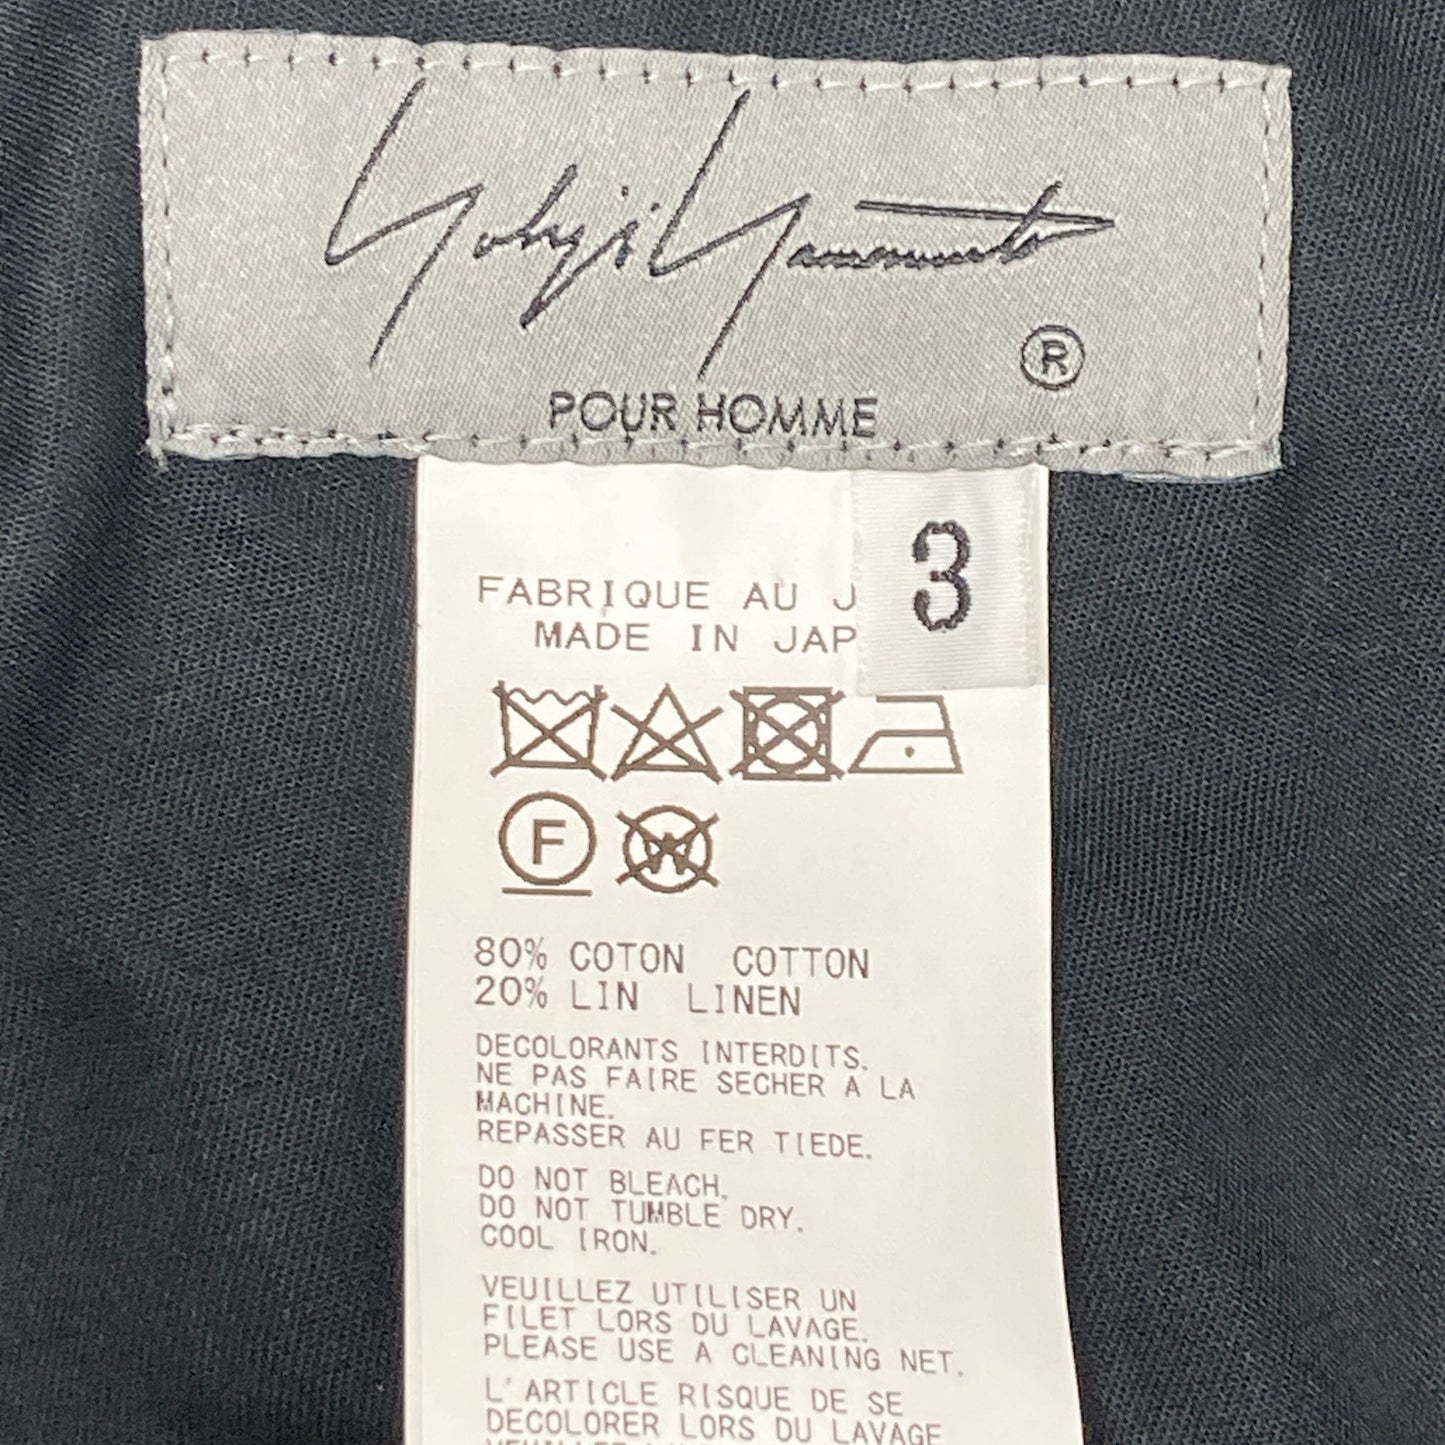 Yohji Yamamoto
®
POUR HOMME
3
FABRIQUE AU J
MADE IN JAP
F
W
80% COTON COTTON
20% LIN LINEN
DECOLORANTS INTERDITS.
NE PAS FAIRE SECHER A LA
MACHINE.
REPASSER AU FER TIEDE.
DO NOT BLEACH.
DO NOT TUMBLE DRY.
COOL IRON.
VEUILLEZ UTILISER UN
FILET LORS DU LAVAGE.
PLEASE USE A CLEANING NET.
L'ARTICLE RISQUE DE SE
DECOLORER LORS DU LAVAGE